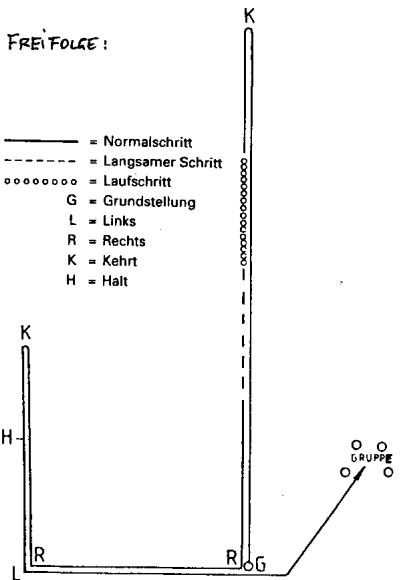 K
FREIFOLGE:
= Normalschritt
= Langsamer Schritt
= Laufschritt
G = Grundstellung
L = Links
R = Rechts
K = Kehrt
H = Halt
K
H
GRUPPE
R
R
G
L